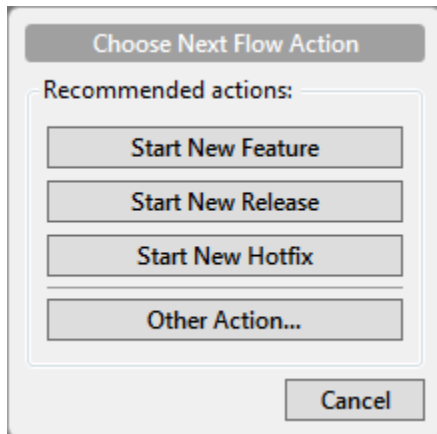 Choose Next Flow Action
Recommended actions:
Start New Feature
Start New Release
Start New Hotfix
Other Action...
Cancel